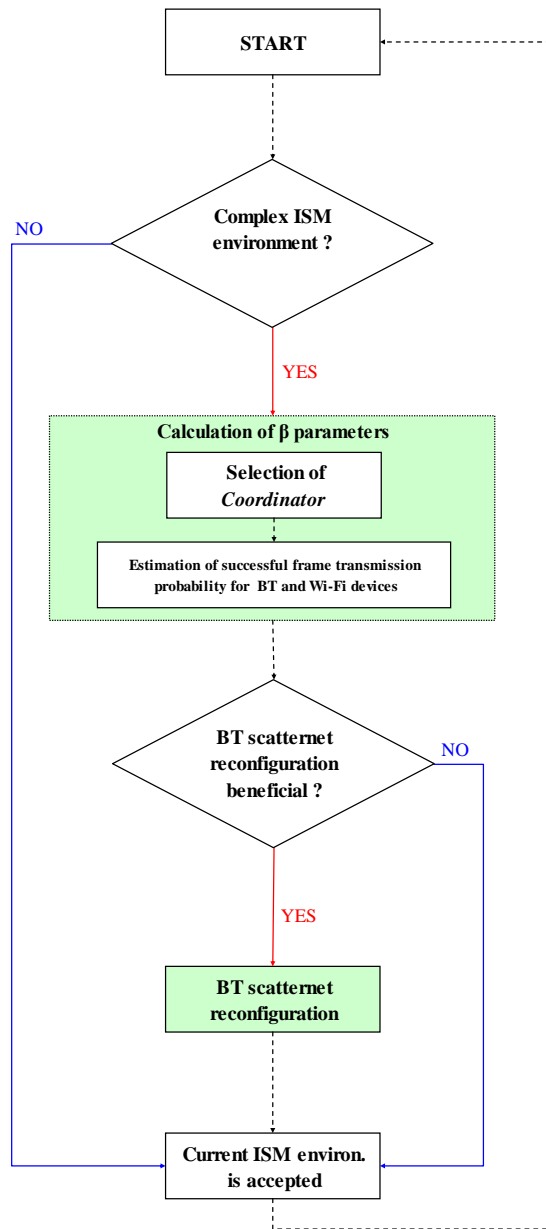 START
Complex ISM
environment ?
NO
YES
Calculation of β parameters
Selection of
Coordinator
Estimation of successful frame transmission
probability for BT and Wi-Fi devices
BT scatternet
reconfiguration
beneficial ?
NO
YES
BT scatternet
reconfiguration
Current ISM environ.
is accepted